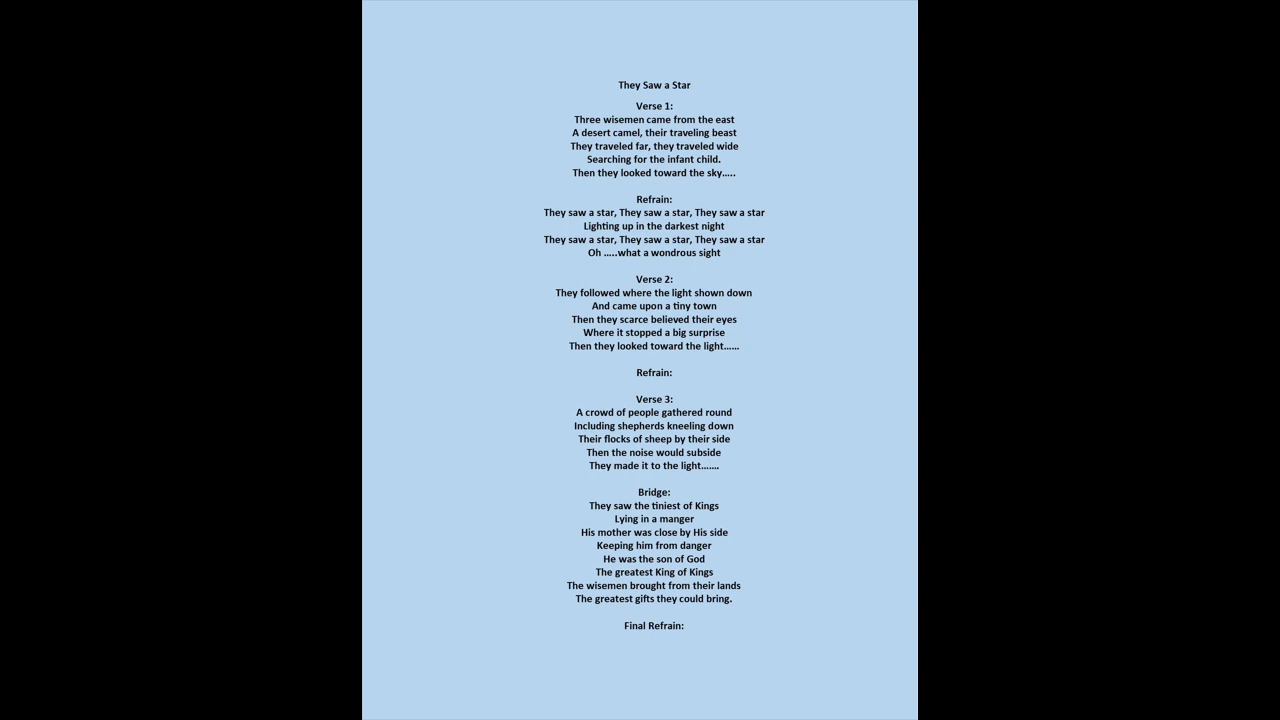 They Saw a Star
Verse 1:
Three wisemen came from the east
A desert camel, their traveling beast
They traveled far, they traveled wide
Searching for the infant child.
Then they looked toward the sky…..
Refrain:
They saw a star, They saw a star, They saw a star
Lighting up in the darkest night
They saw a star, They saw a star, They saw a star
Oh …..what a wondrous sight
Verse 2:
They followed where the light shown down
And came upon a tiny town
Then they scarce believed their eyes
Where it stopped a big surprise
Then they looked toward the light……
Refrain:
Verse 3:
A crowd of people gathered round
Including shepherds kneeling down
Their flocks of sheep by their side
Then the noise would subside
They made it to the light…….
Bridge:
They saw the tiniest of Kings
Lying in a manger
His mother was close by His side
Keeping him from danger
He was the son of God
The greatest King of Kings
The wisemen brought from their lands
The greatest gifts they could bring.
Final Refrain: